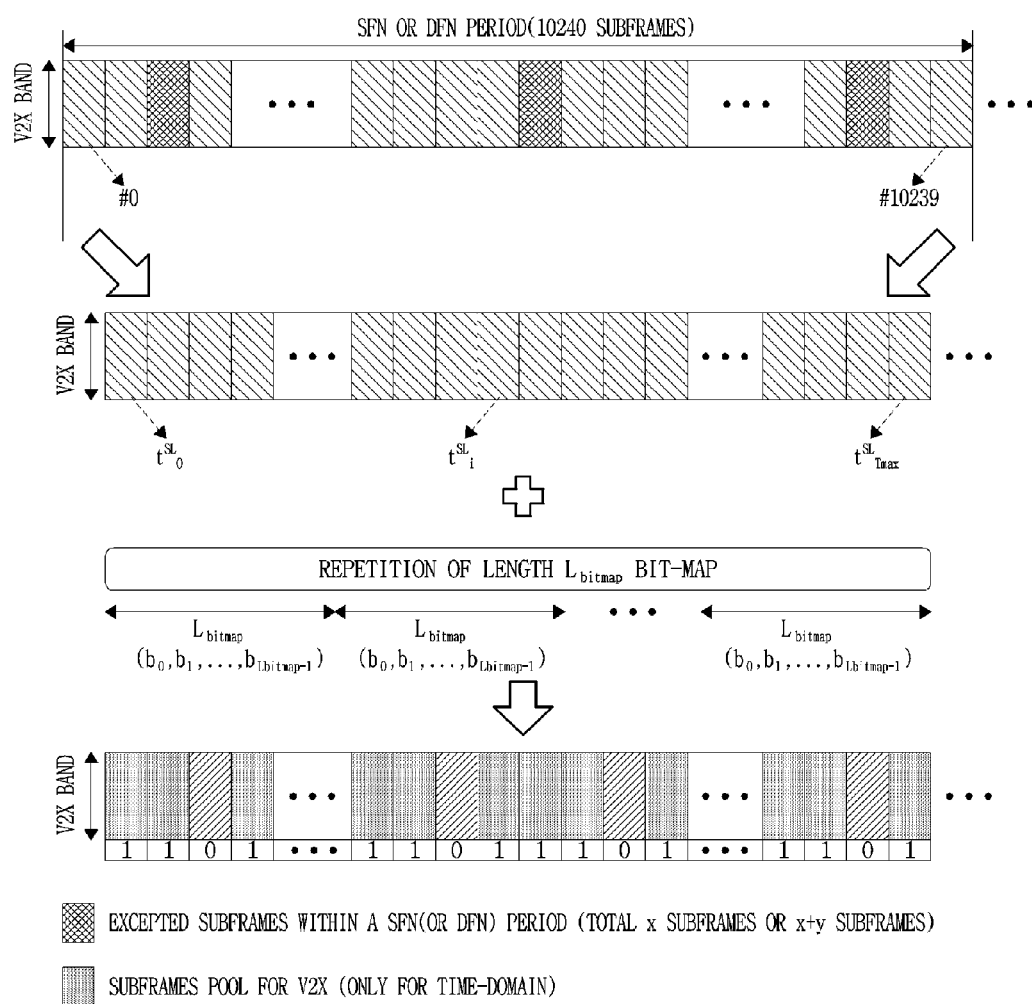 SFN OR DFN PERIOD(10240 SUBFRAMES)
V2X BAND
#0
#10239
V2X BAND
t^SL_0
t^SL_i
t^SL_Tmax
REPETITION OF LENGTH L_bitmap BIT-MAP
L_bitmap L_bitmap L_bitmap
(b_0,b_1,...,b_Lbitmap-1) (b_0,b_1,...,b_Lbitmap-1) (b_0,b_1,...,b_Lbitmap-1)
V2X BAND
1 1 0 1 ••• 1 1 0 1 1 1 0 1 ••• 1 1 0 1
EXCEPTED SUBFRAMES WITHIN A SFN(OR DFN) PERIOD (TOTAL x SUBFRAMES OR x+y SUBFRAMES)
SUBFRAMES POOL FOR V2X (ONLY FOR TIME-DOMAIN)